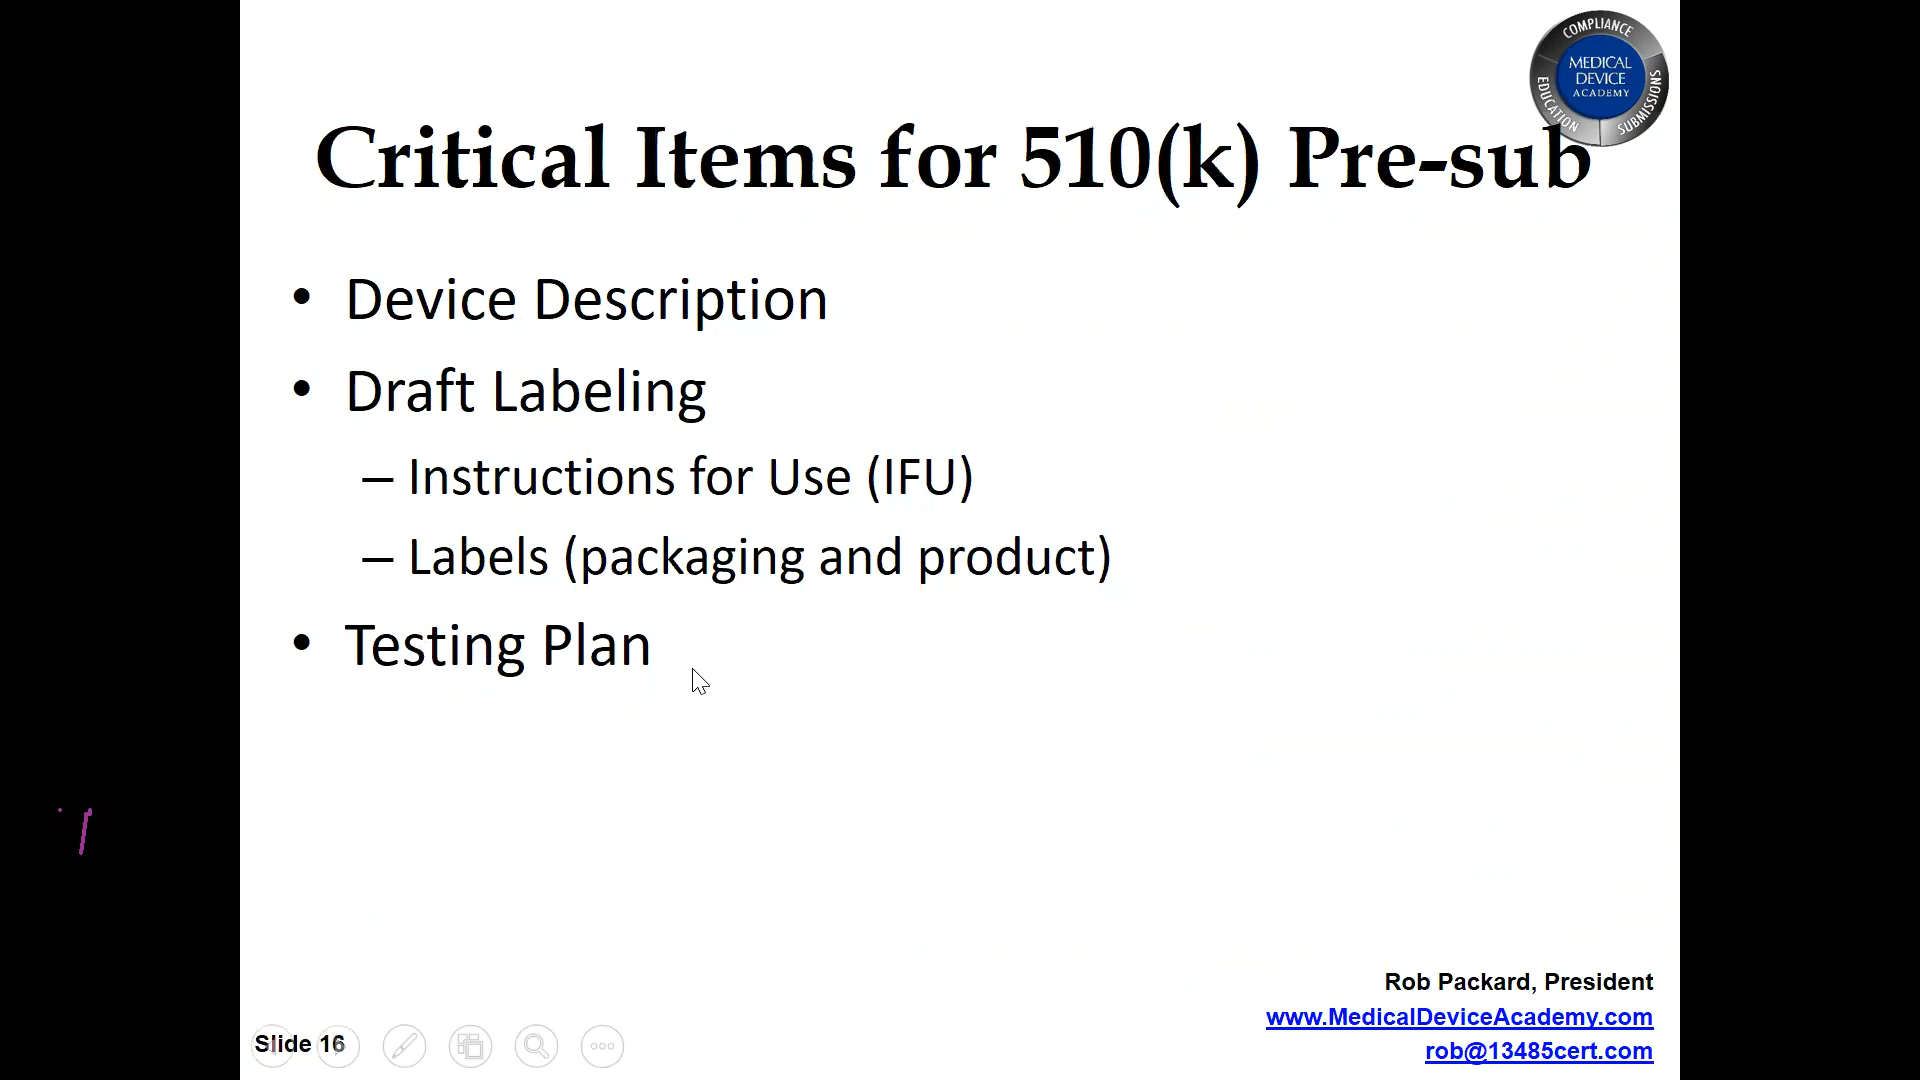 COMPLIANCE
MEDICAL
DEVICE
ACADEMY
EDUCATION
SUBMISSIONS
Critical Items for 510(k) Pre-sub
• Device Description
• Draft Labeling
– Instructions for Use (IFU)
– Labels (packaging and product)
• Testing Plan
Rob Packard, President
www.MedicalDeviceAcademy.com
rob@13485cert.com
Slide 16